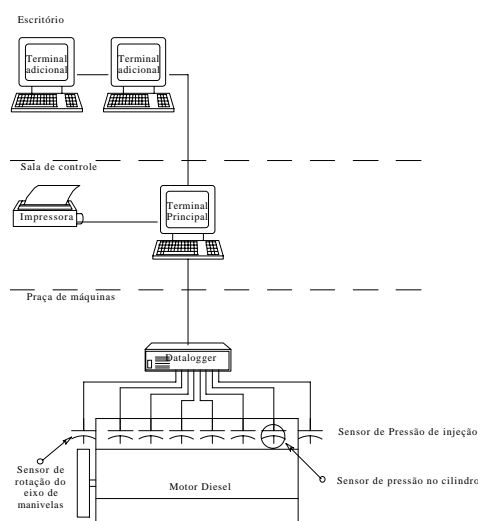 Escritório
Terminal
adicional
Terminal
adicional
Sala de controle
Impressora
Terminal
Principal
Praça de máquinas
Datalogger
Sensor de Pressão de injeção
Sensor de
rotação do
eixo de
manivelas
Motor Diesel
Sensor de pressão no cilindro